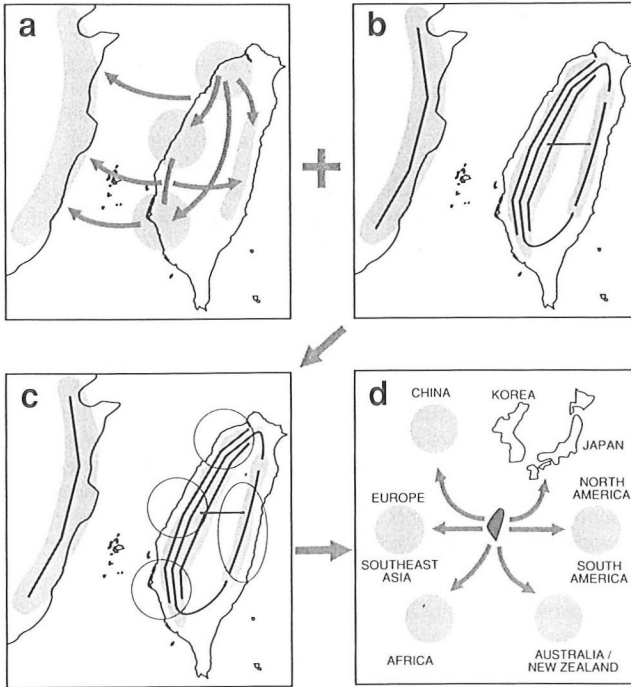 a
b
+
c
d
CHINA
KOREA
JAPAN
EUROPE
NORTH
AMERICA
SOUTHEAST
ASIA
SOUTH
AMERICA
AFRICA
AUSTRALIA /
NEW ZEALAND